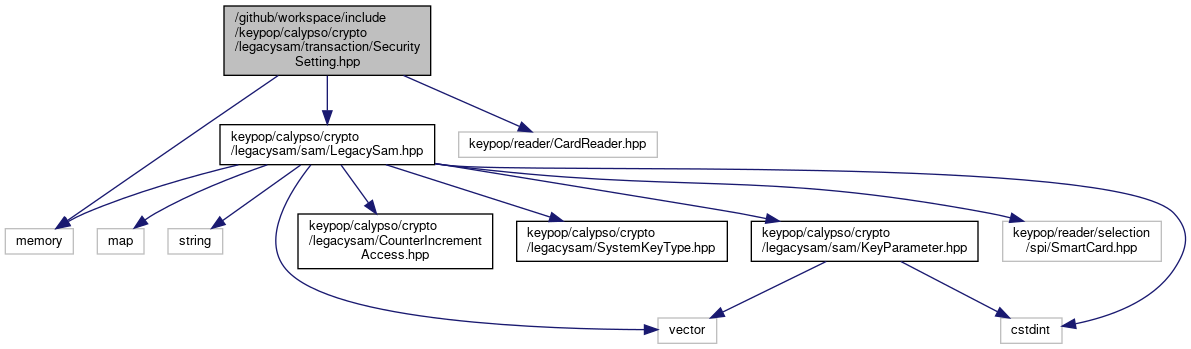 /github/workspace/include
/keypop/calypso/crypto
/legacysam/transaction/Security
Setting.hpp
keypop/calypso/crypto
/legacysam/sam/LegacySam.hpp
keypop/reader/CardReader.hpp
memory
map
string
keypop/calypso/crypto
/legacysam/CounterIncrement
Access.hpp
keypop/calypso/crypto
/legacysam/SystemKeyType.hpp
keypop/calypso/crypto
/legacysam/sam/KeyParameter.hpp
keypop/reader/selection
/spi/SmartCard.hpp
vector
cstdint